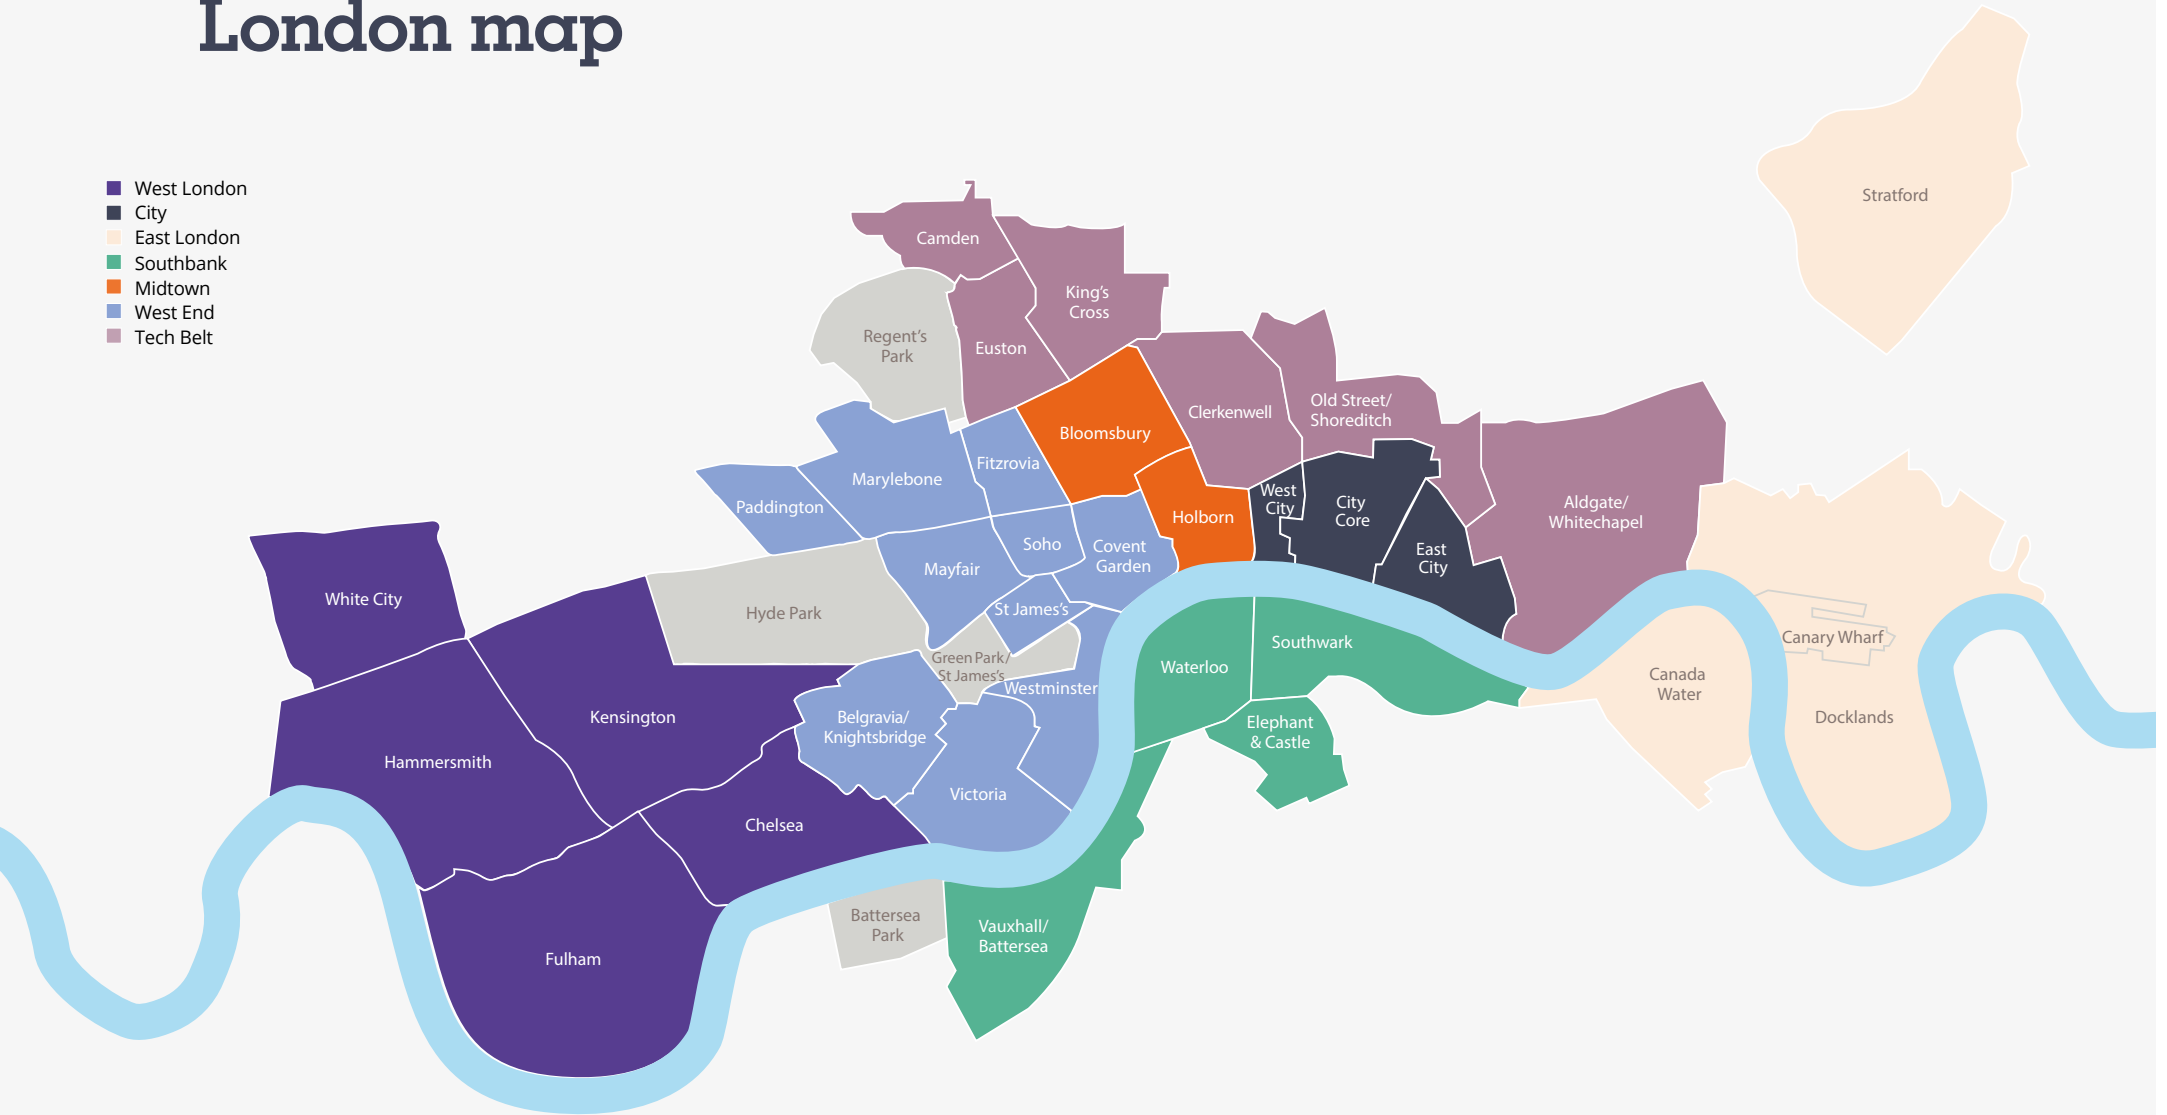 London map
West London
City
East London
Southbank
Midtown
West End
Tech Belt
Stratford
Camden
King's
Cross
Regent's
Park
Euston
Clerkenwell
Old Street/
Shoreditch
Bloomsbury
Fitzrovia
Marylebone
Paddington
Holborn
West
City
City
Core
Aldgate/
Whitechapel
Soho
Covent
Garden
East
City
Mayfair
White City
Hyde Park
St James's
Green Park/
St James's
Westminster
Waterloo
Southwark
Canary Wharf
Canada
Water
Docklands
Kensington
Belgravia/
Knightsbridge
Elephant
& Castle
Hammersmith
Victoria
Chelsea
Battersea
Park
Vauxhall/
Battersea
Fulham